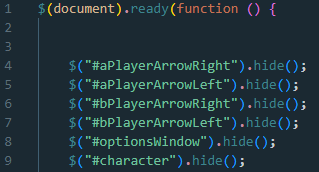 1 $(document).ready(function () {
2
3
4 $("#aPlayerArrowRight").hide();
5 $("#aPlayerArrowLeft").hide();
6 $("#bPlayerArrowRight").hide();
7 $("#bPlayerArrowLeft").hide();
8 $("#optionsWindow").hide();
9 $("#character").hide();